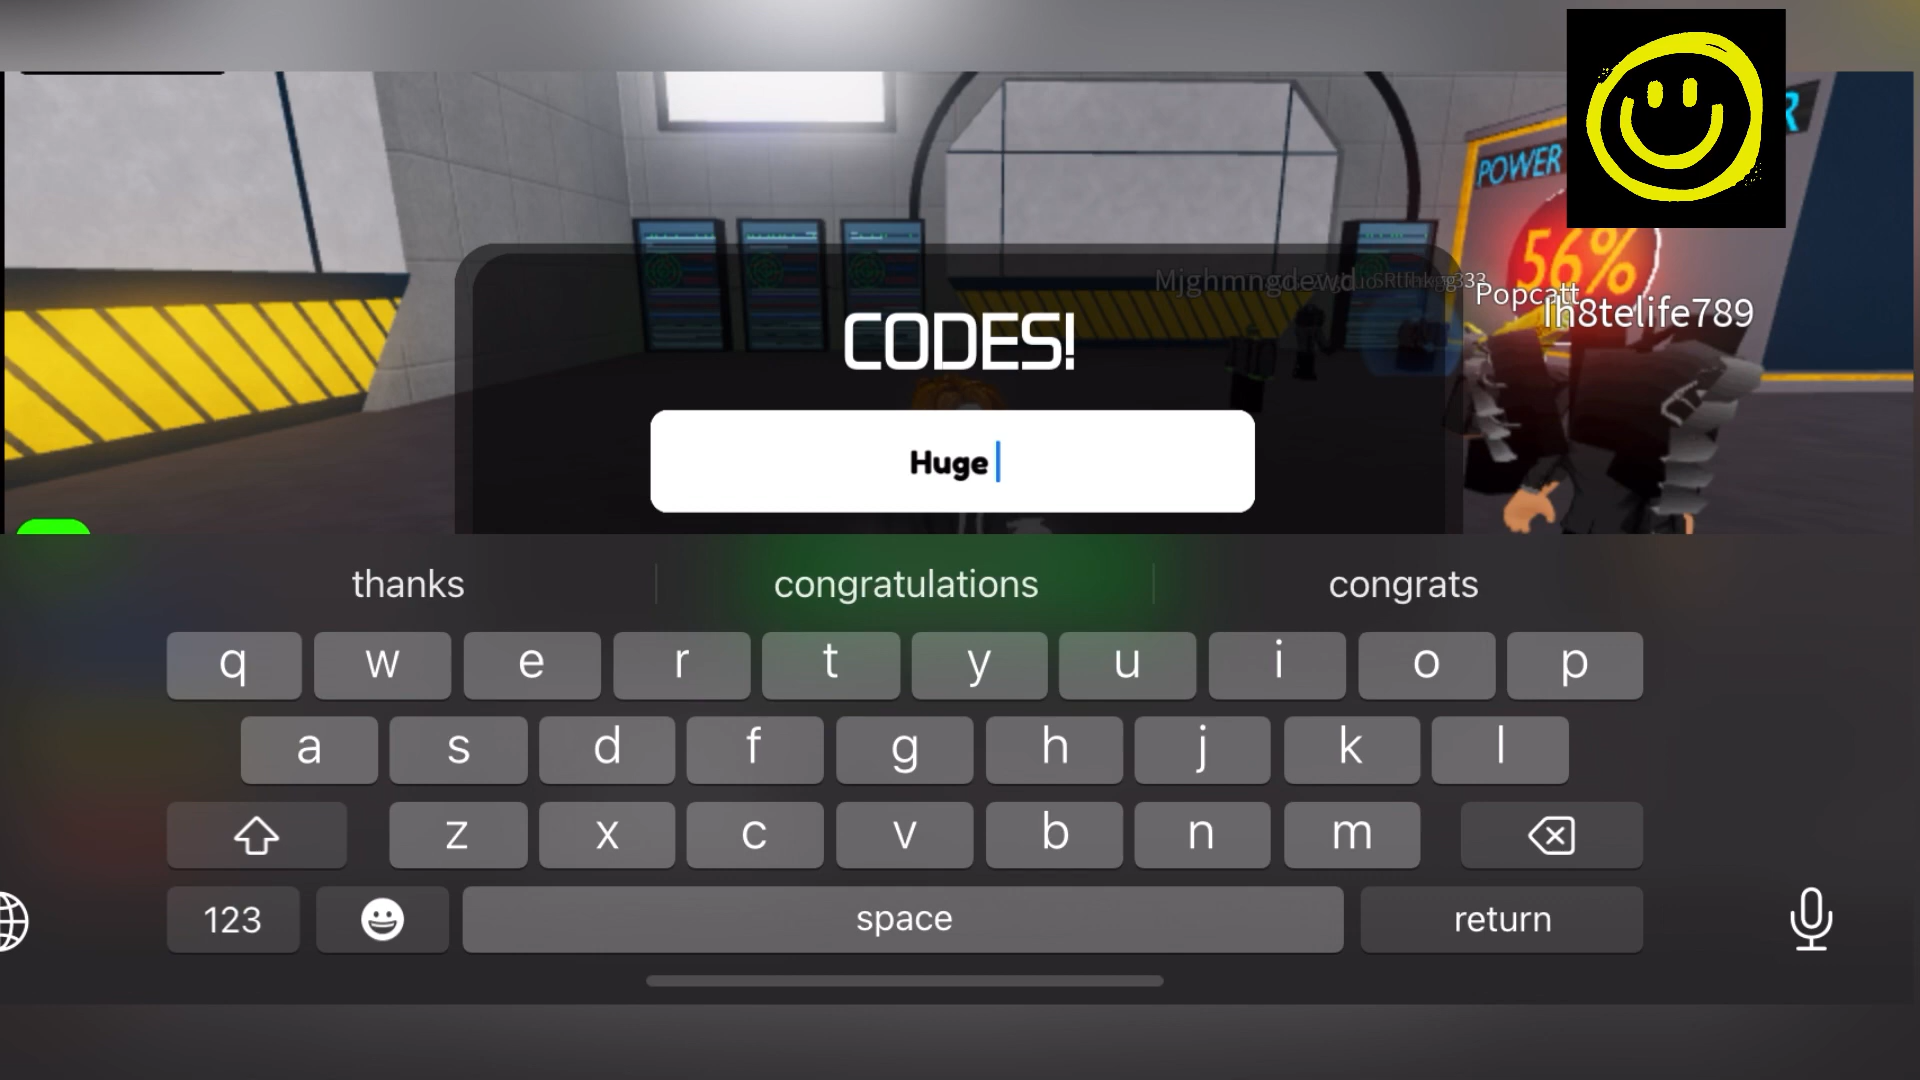 POWER
R
56%
Mjghmngdewd
Popcatt
Ih8telife789
CODES!
Huge
thanks
congratulations
congrats
q w e r t y u i o p
a s d f g h j k l
z x c v b n m
123
space
return